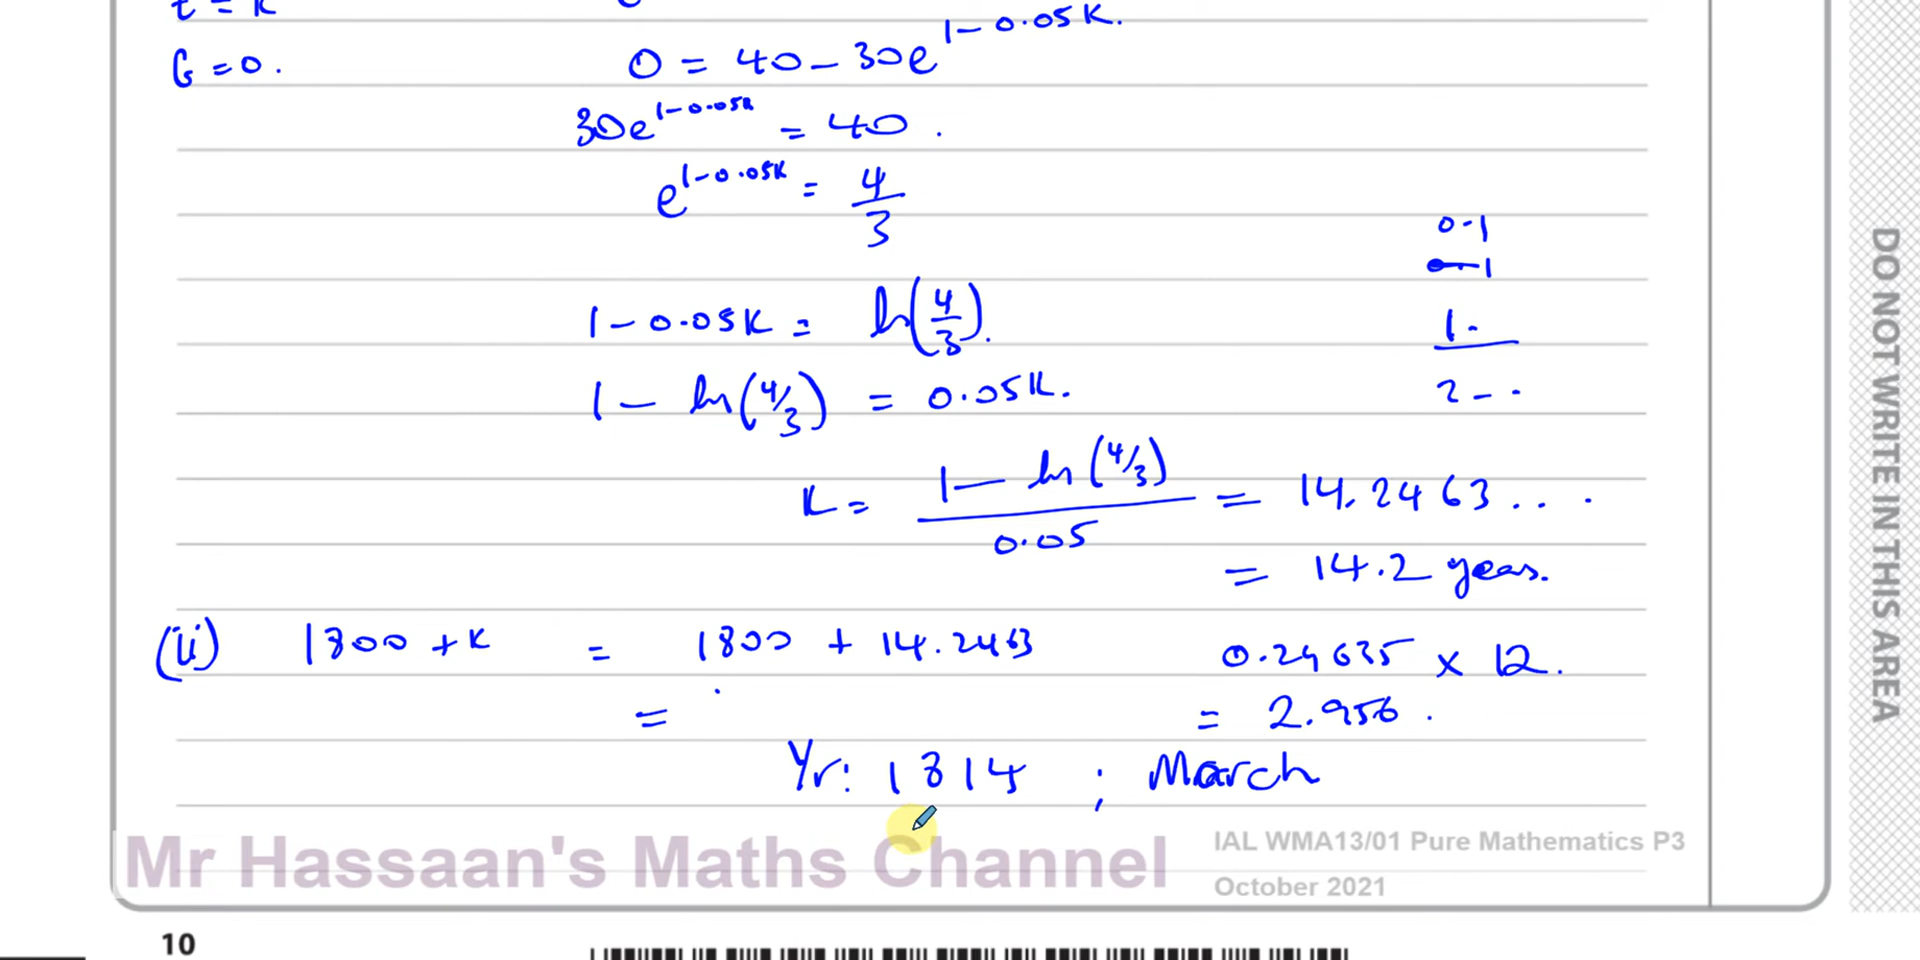 t = k
G = 0.
0 = 40 - 30e^{1 - 0.05K.}
30e^{1-0.05k} = 40 .
e^{1-0.05K} = 4/3
0-1
1 - 0.05K = ln(4/3).
1.
1 - ln(4/3) = 0.05K.
2 - .
K = (1 - ln(4/3))/0.05 = 14.2463... .
= 14.2 years.
(ii) 1800 + K = 1800 + 14.2463
0.24635 x 12.
=
= 2.956 .
Yr: 1814 ; March
Mr Hassaan's Maths Channel
IAL WMA13/01 Pure Mathematics P3
October 2021
10
DO NOT WRITE IN THIS AREA